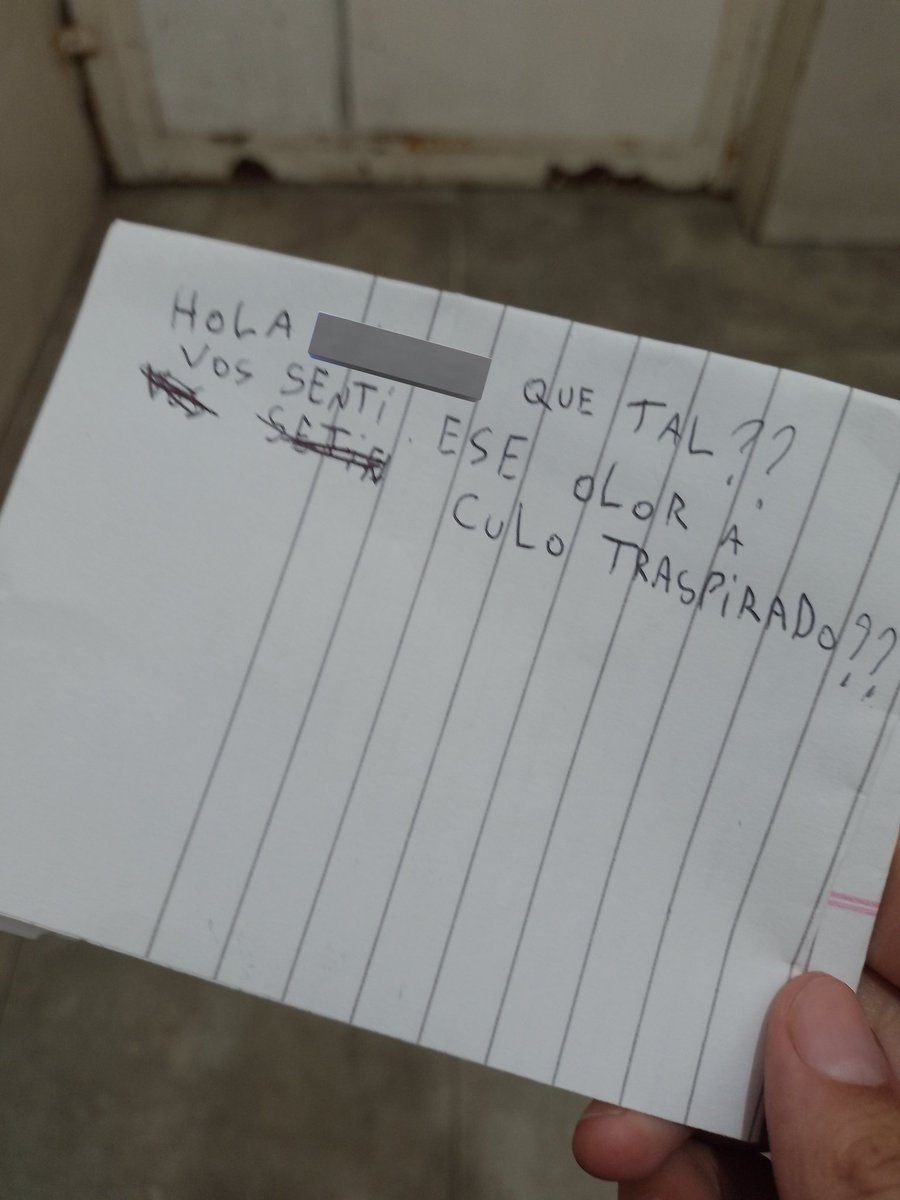 HOLA QUE TAL??
VOS SENTI ESE OLOR A
CULO TRASPIRADO??